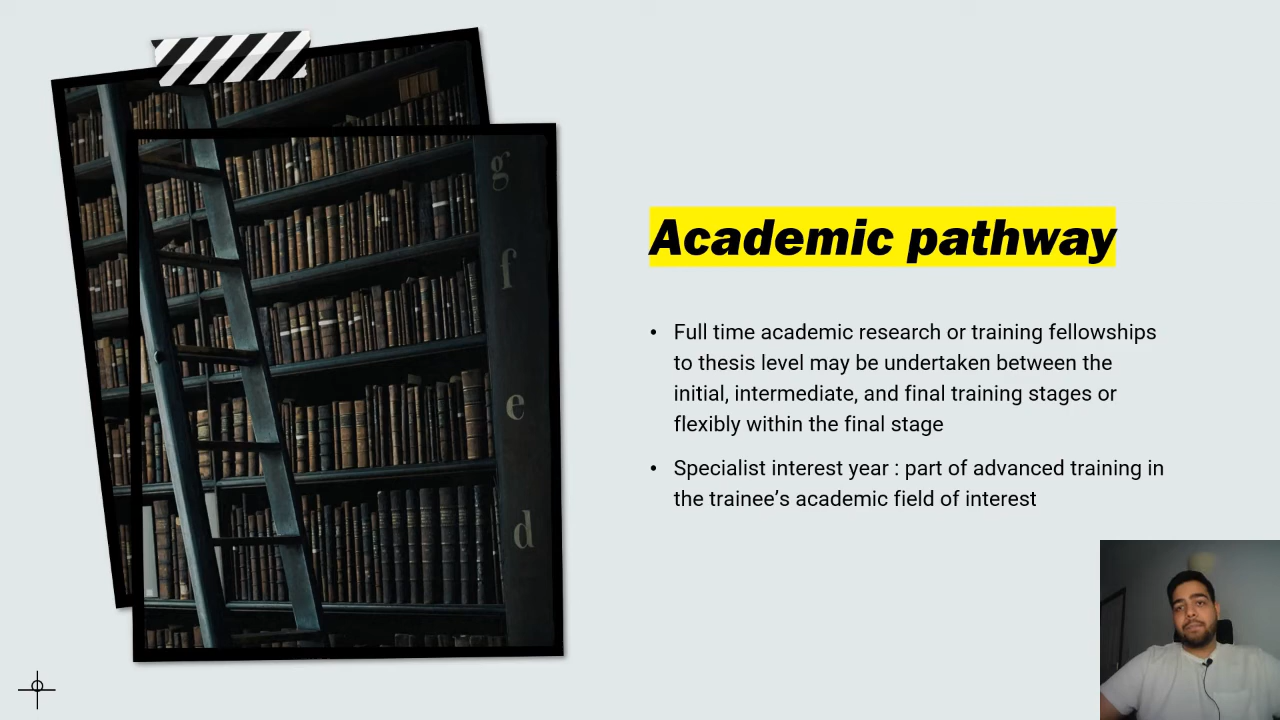 g
f
e
d
Academic pathway
• Full time academic research or training fellowships
to thesis level may be undertaken between the
initial, intermediate, and final training stages or
flexibly within the final stage
• Specialist interest year : part of advanced training in
the trainee’s academic field of interest